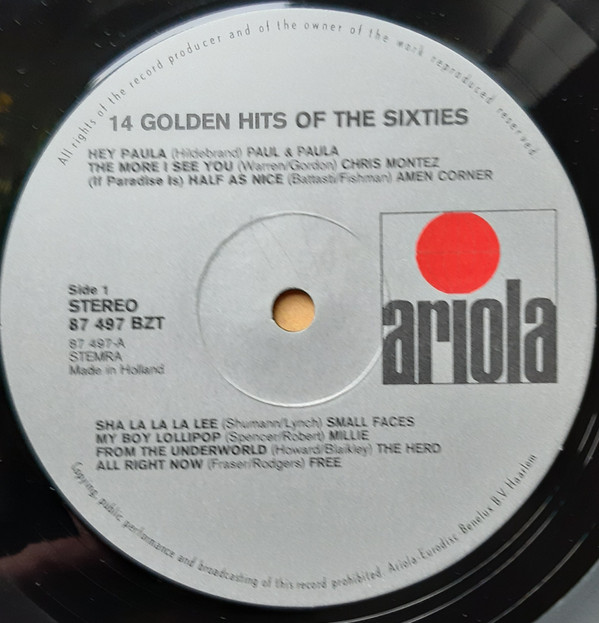 All rights of the record producer and of the owner of the work reproduced reserved.
14 GOLDEN HITS OF THE SIXTIES
HEY PAULA (Hildebrand) PAUL & PAULA
THE MORE I SEE YOU (Warren/Gordon) CHRIS MONTEZ
(If Paradise Is) HALF AS NICE (Battasti/Fishman) AMEN CORNER
Side 1
STEREO
87 497 BZT
87 497-A
STEMRA
Made in Holland
ariola
SHA LA LA LA LEE (Shumann/Lynch) SMALL FACES
MY BOY LOLLIPOP (Spencer/Robert) MILLIE
FROM THE UNDERWORLD (Howard/Blaikley) THE HERD
ALL RIGHT NOW (Fraser/Rodgers) FREE
Copying, public performance and broadcasting of this record prohibited. Ariola-Eurodisc Benelux B.V. Haarlem